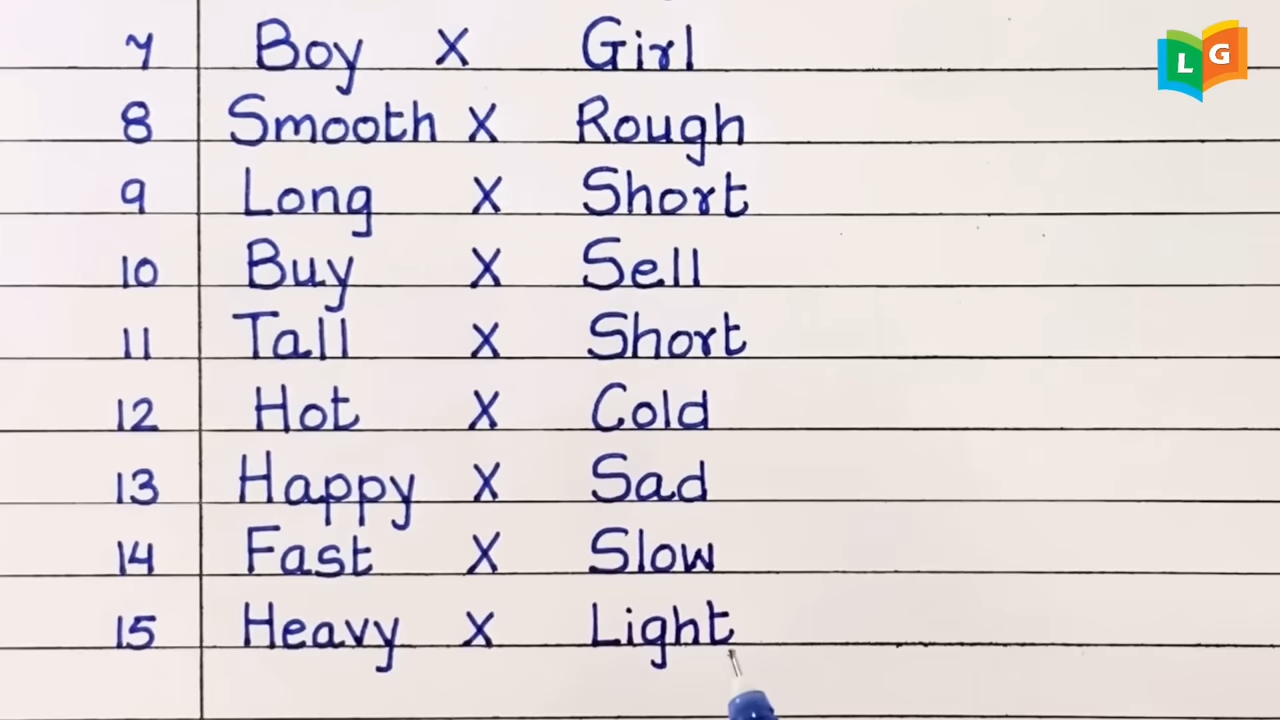 7 Boy X Girl
L G
8 Smooth X Rough
9 Long X Short
10 Buy X Sell
11 Tall X Short
12 Hot X Cold
13 Happy X Sad
14 Fast X Slow
15 Heavy X Light